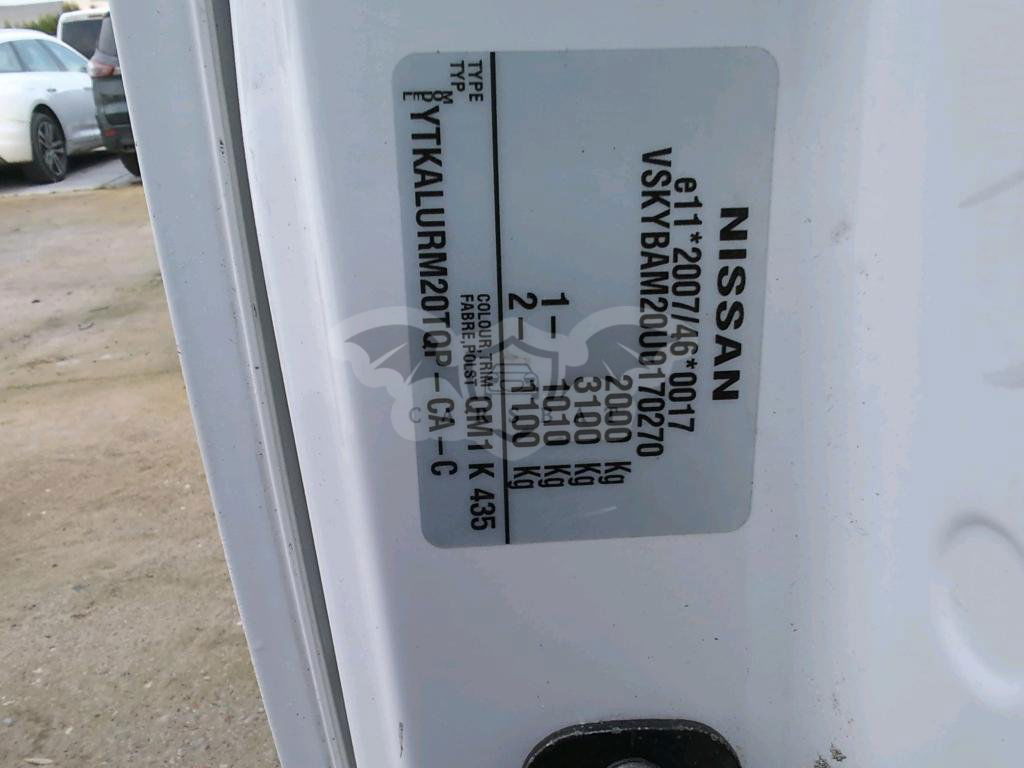 NISSAN
e11*2007/46*0017
VSKYBAM20U0170270
2000 Kg
3100 Kg
1– 1010 Kg
2– 1100 Kg
TYPE
TYP
COLOUR,TRIM
FABRE,POLST QM1 K 435
MODELE YTKALURM20TQP–CA–C